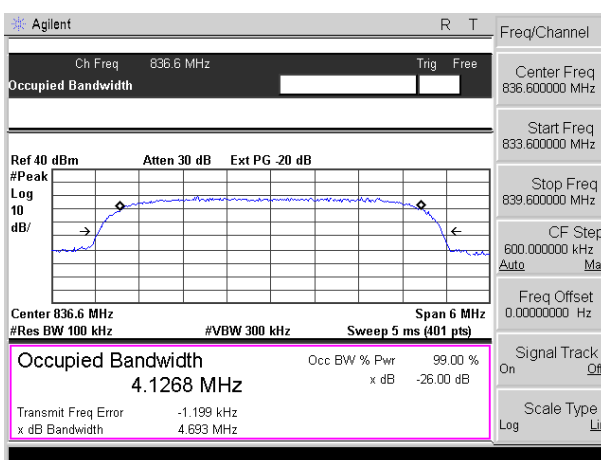 Agilent R T
Freq/Channel
Ch Freq 836.6 MHz Trig Free
Occupied Bandwidth
Center Freq
836.600000 MHz
Start Freq
833.600000 MHz
Stop Freq
839.600000 MHz
CF Step
600.000000 kHz
Auto Ma
Freq Offset
0.00000000 Hz
Signal Track
On Off
Scale Type
Log Li
Ref 40 dBm Atten 30 dB Ext PG -20 dB
#Peak
Log
10
dB/
Center 836.6 MHz Span 6 MHz
#Res BW 100 kHz #VBW 300 kHz Sweep 5 ms (401 pts)
Occupied Bandwidth Occ BW % Pwr 99.00 %
4.1268 MHz x dB -26.00 dB
Transmit Freq Error -1.199 kHz
x dB Bandwidth 4.693 MHz